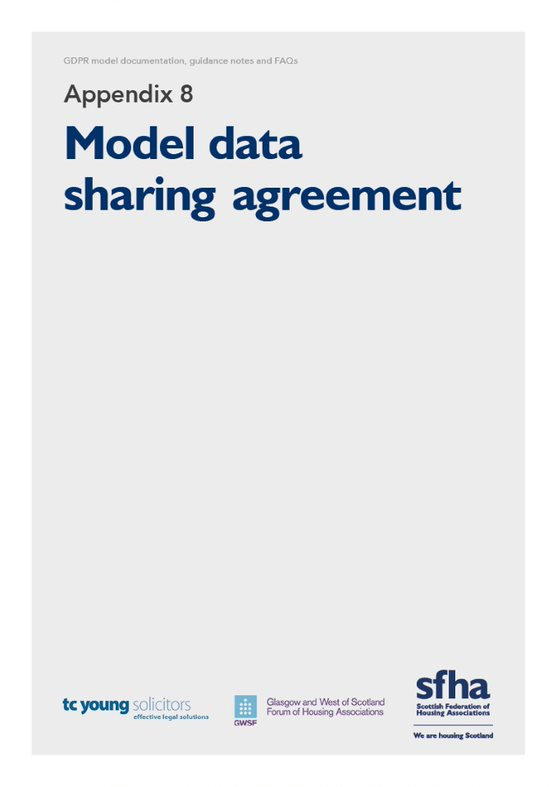 GDPR model documentation, guidance notes and FAQs
Appendix 8
Model data
sharing agreement
tc young solicitors
effective legal solutions
GWSF
Glasgow and West of Scotland
Forum of Housing Associations
sfha
Scottish Federation of
Housing Associations
We are housing Scotland